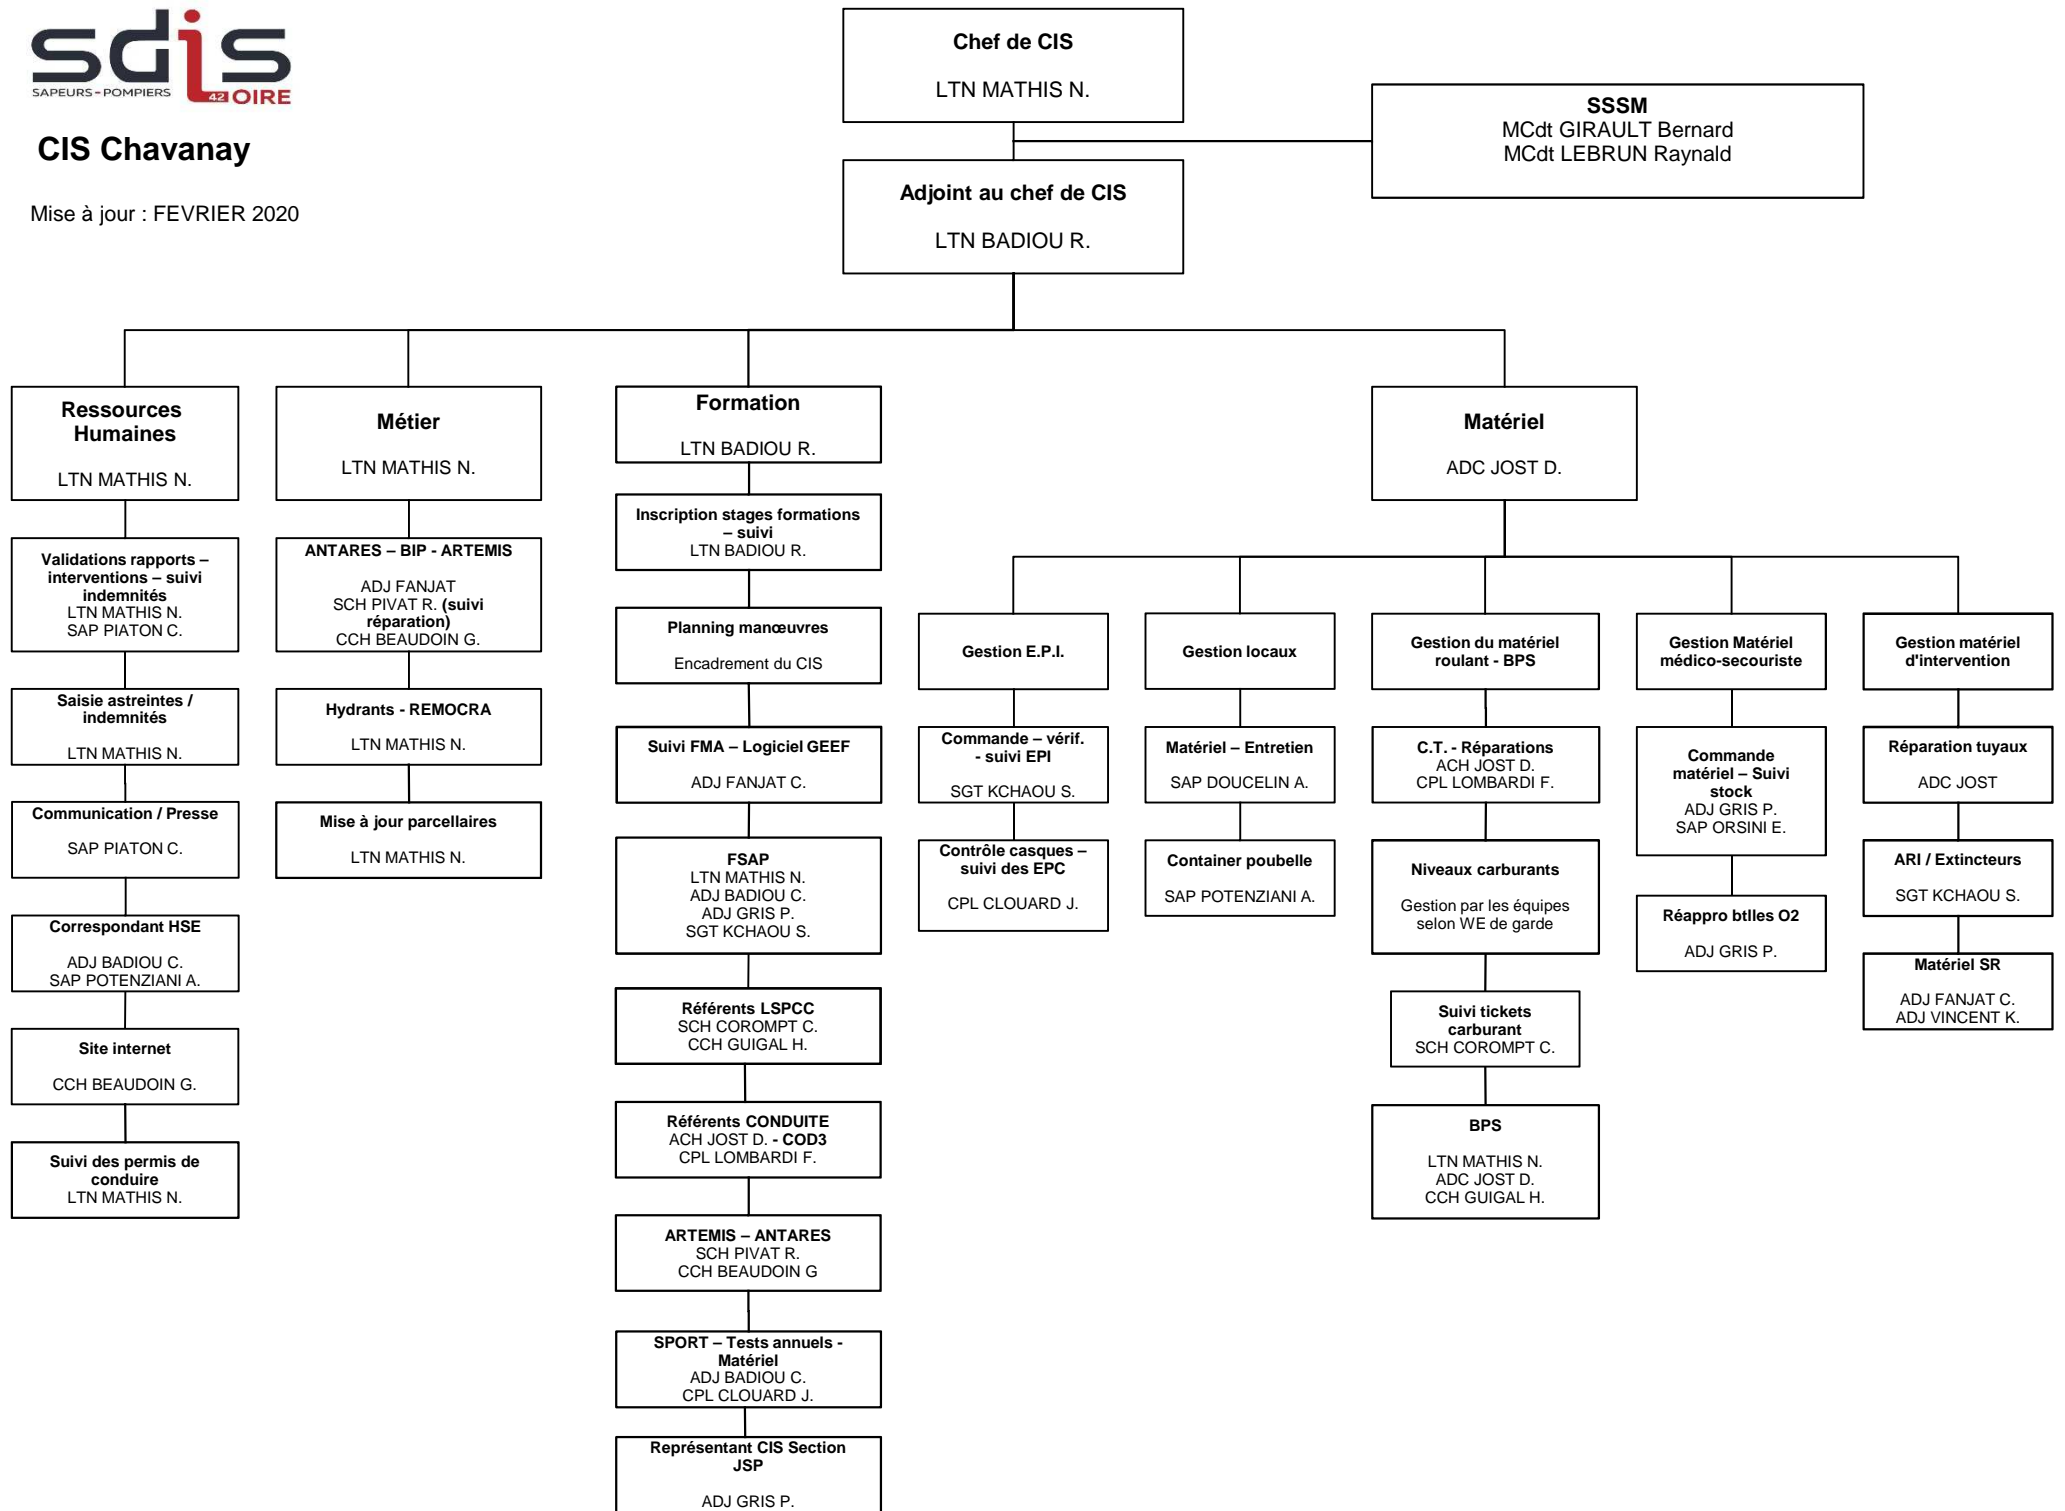 sdis
SAPEURS-POMPIERS
42 LOIRE
CIS Chavanay
Mise à jour : FEVRIER 2020
Chef de CIS
LTN MATHIS N.
SSSM
MCdt GIRAULT Bernard
MCdt LEBRUN Raynald
Adjoint au chef de CIS
LTN BADIOU R.
Ressources
Humaines
LTN MATHIS N.
Validations rapports –
interventions – suivi
indemnités
LTN MATHIS N.
SAP PIATON C.
Saisie astreintes /
indemnités
LTN MATHIS N.
Communication / Presse
SAP PIATON C.
Correspondant HSE
ADJ BADIOU C.
SAP POTENZIANI A.
Site internet
CCH BEAUDOIN G.
Suivi des permis de
conduire
LTN MATHIS N.
Métier
LTN MATHIS N.
ANTARES – BIP - ARTEMIS
ADJ FANJAT
SCH PIVAT R. (suivi
réparation)
CCH BEAUDOIN G.
Hydrants - REMOCRA
LTN MATHIS N.
Mise à jour parcellaires
LTN MATHIS N.
Formation
LTN BADIOU R.
Inscription stages formations
– suivi
LTN BADIOU R.
Planning manœuvres
Encadrement du CIS
Suivi FMA – Logiciel GEEF
ADJ FANJAT C.
FSAP
LTN MATHIS N.
ADJ BADIOU C.
ADJ GRIS P.
SGT KCHAOU S.
Référents LSPCC
SCH COROMPT C.
CCH GUIGAL H.
Référents CONDUITE
ACH JOST D. - COD3
CPL LOMBARDI F.
ARTEMIS – ANTARES
SCH PIVAT R.
CCH BEAUDOIN G
SPORT – Tests annuels -
Matériel
ADJ BADIOU C.
CPL CLOUARD J.
Représentant CIS Section
JSP
ADJ GRIS P.
Matériel
ADC JOST D.
Gestion E.P.I.
Commande – vérif.
- suivi EPI
SGT KCHAOU S.
Contrôle casques –
suivi des EPC
CPL CLOUARD J.
Gestion locaux
Matériel – Entretien
SAP DOUCELIN A.
Container poubelle
SAP POTENZIANI A.
Gestion du matériel
roulant - BPS
C.T. - Réparations
ACH JOST D.
CPL LOMBARDI F.
Niveaux carburants
Gestion par les équipes
selon WE de garde
Suivi tickets
carburant
SCH COROMPT C.
BPS
LTN MATHIS N.
ADC JOST D.
CCH GUIGAL H.
Gestion Matériel
médico-secouriste
Commande
matériel – Suivi
stock
ADJ GRIS P.
SAP ORSINI E.
Réappro btlles O2
ADJ GRIS P.
Gestion matériel
d'intervention
Réparation tuyaux
ADC JOST
ARI / Extincteurs
SGT KCHAOU S.
Matériel SR
ADJ FANJAT C.
ADJ VINCENT K.